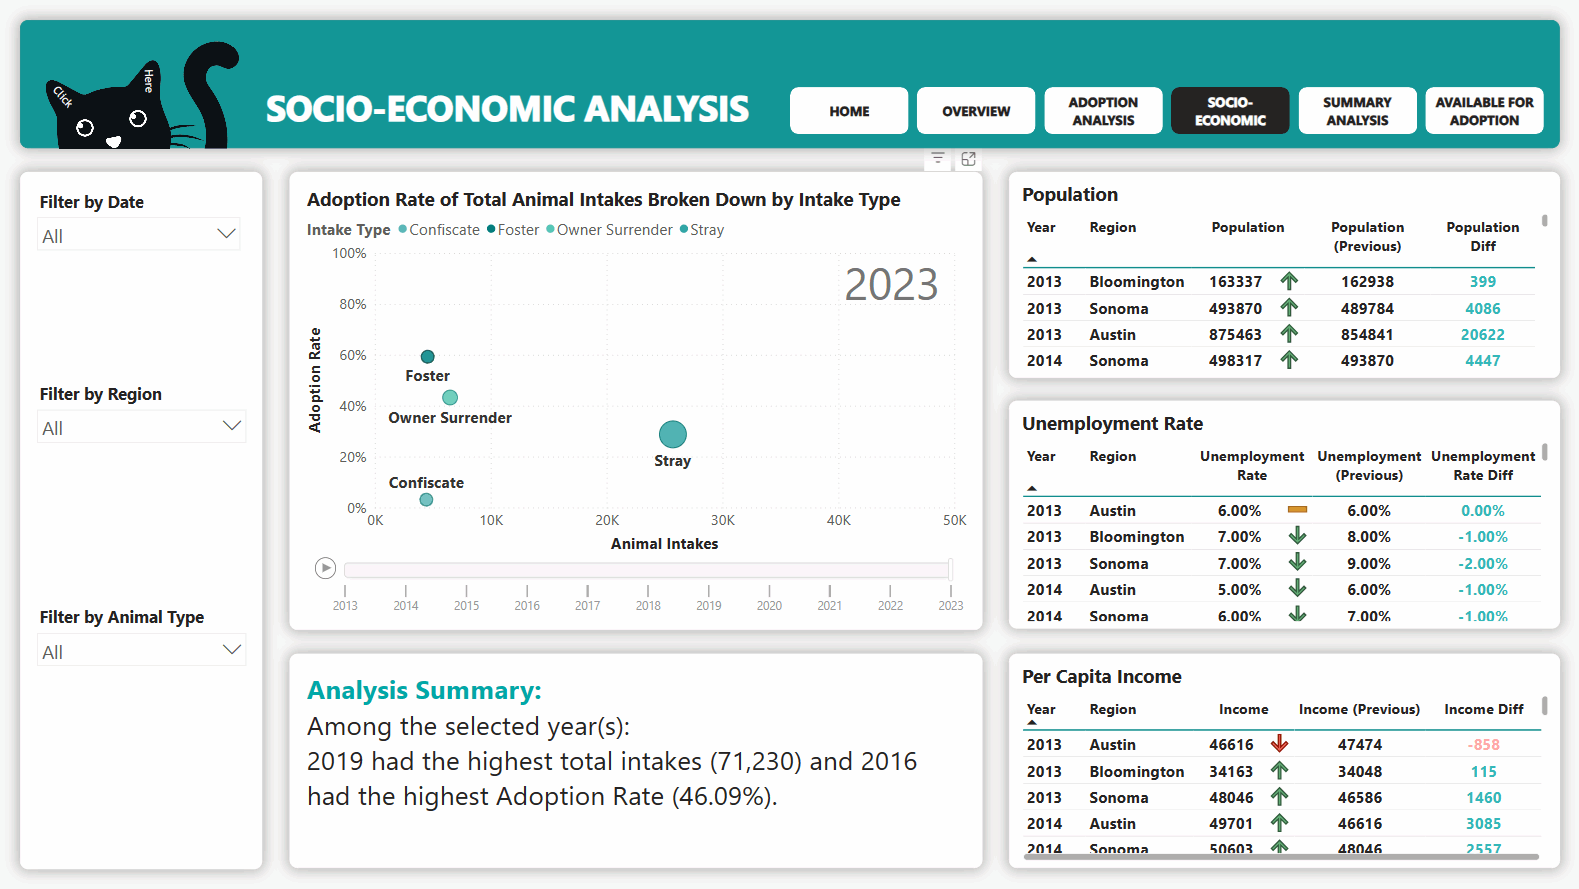 Click
Here
SOCIO-ECONOMIC ANALYSIS
HOME
OVERVIEW
ADOPTION
ANALYSIS
SOCIO-
ECONOMIC
SUMMARY
ANALYSIS
AVAILABLE FOR
ADOPTION
Filter by Date
All
Filter by Region
All
Filter by Animal Type
All
Adoption Rate of Total Animal Intakes Broken Down by Intake Type
Intake Type Confiscate Foster Owner Surrender Stray
2023
Adoption Rate
100%
80%
60%
40%
20%
0%
Foster
Owner Surrender
Stray
Confiscate
0K 10K 20K 30K 40K 50K
Animal Intakes
2013 2014 2015 2016 2017 2018 2019 2020 2021 2022 2023
Analysis Summary:
Among the selected year(s):
2019 had the highest total intakes (71,230) and 2016
had the highest Adoption Rate (46.09%).
Population
Year Region Population Population (Previous) Population Diff
2013 Bloomington 163337 162938 399
2013 Sonoma 493870 489784 4086
2013 Austin 875463 854841 20622
2014 Sonoma 498317 493870 4447
Unemployment Rate
Year Region Unemployment Rate Unemployment (Previous) Unemployment Rate Diff
2013 Austin 6.00% 6.00% 0.00%
2013 Bloomington 7.00% 8.00% -1.00%
2013 Sonoma 7.00% 9.00% -2.00%
2014 Austin 5.00% 6.00% -1.00%
2014 Sonoma 6.00% 7.00% -1.00%
Per Capita Income
Year Region Income Income (Previous) Income Diff
2013 Austin 46616 47474 -858
2013 Bloomington 34163 34048 115
2013 Sonoma 48046 46586 1460
2014 Austin 49701 46616 3085
2014 Sonoma 50603 48046 2557